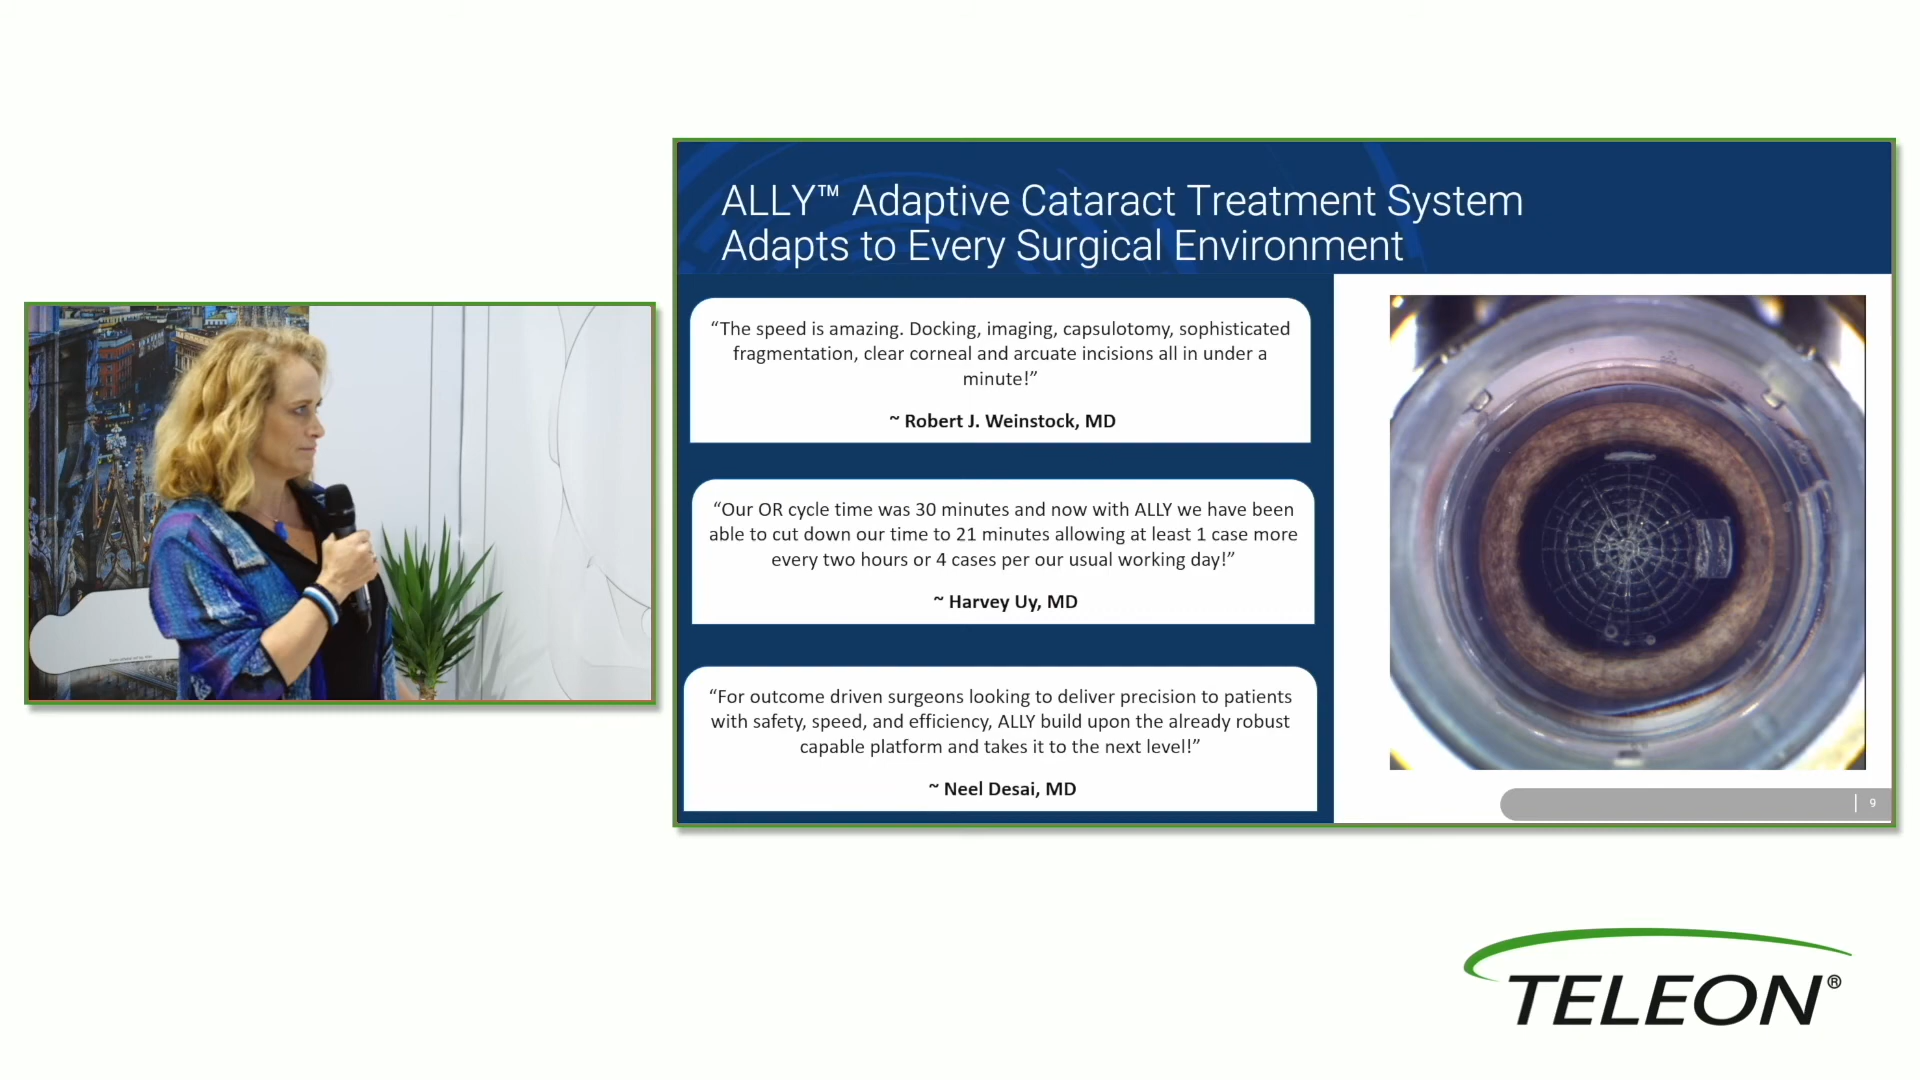 ALLY™ Adaptive Cataract Treatment System
Adapts to Every Surgical Environment
“The speed is amazing. Docking, imaging, capsulotomy, sophisticated
fragmentation, clear corneal and arcuate incisions all in under a
minute!”
~ Robert J. Weinstock, MD
“Our OR cycle time was 30 minutes and now with ALLY we have been
able to cut down our time to 21 minutes allowing at least 1 case more
every two hours or 4 cases per our usual working day!”
~ Harvey Uy, MD
“For outcome driven surgeons looking to deliver precision to patients
with safety, speed, and efficiency, ALLY build upon the already robust
capable platform and takes it to the next level!”
~ Neel Desai, MD
9
TELEON®